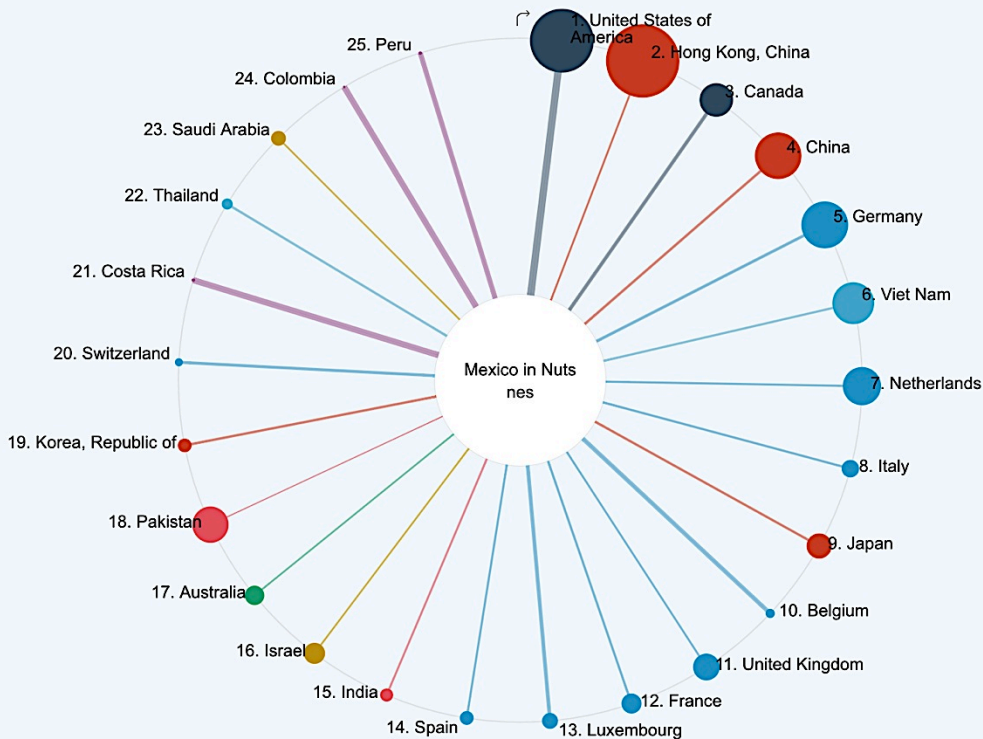 1. United States of
America
2. Hong Kong, China
3. Canada
4. China
5. Germany
6. Viet Nam
7. Netherlands
8. Italy
9. Japan
10. Belgium
11. United Kingdom
12. France
13. Luxembourg
14. Spain
15. India
16. Israel
17. Australia
18. Pakistan
19. Korea, Republic of
20. Switzerland
21. Costa Rica
22. Thailand
23. Saudi Arabia
24. Colombia
25. Peru
Mexico in Nuts
nes